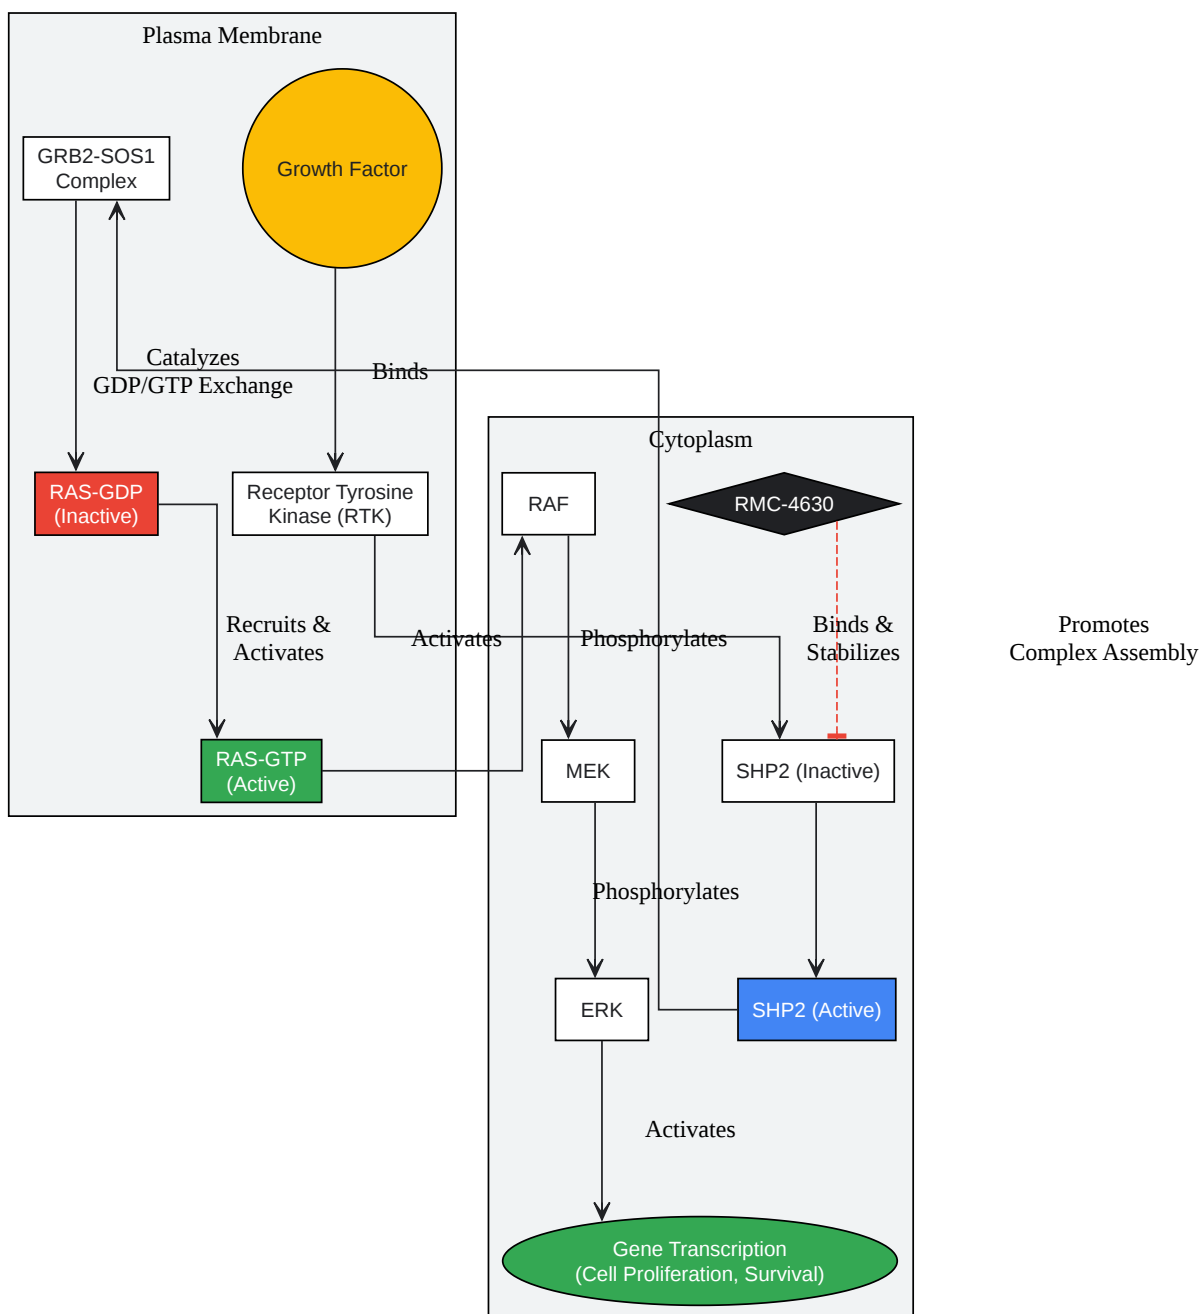 Plasma Membrane
GRB2-SOS1
Complex
Growth Factor
Catalyzes
GDP/GTP Exchange
Binds
Cytoplasm
RAS-GDP
(Inactive)
Receptor Tyrosine
Kinase (RTK)
RAF
RMC-4630
Recruits &
Activates
Activates
Phosphorylates
Binds &
Stabilizes
Promotes
Complex Assembly
RAS-GTP
(Active)
MEK
SHP2 (Inactive)
Phosphorylates
ERK
SHP2 (Active)
Activates
Gene Transcription
(Cell Proliferation, Survival)